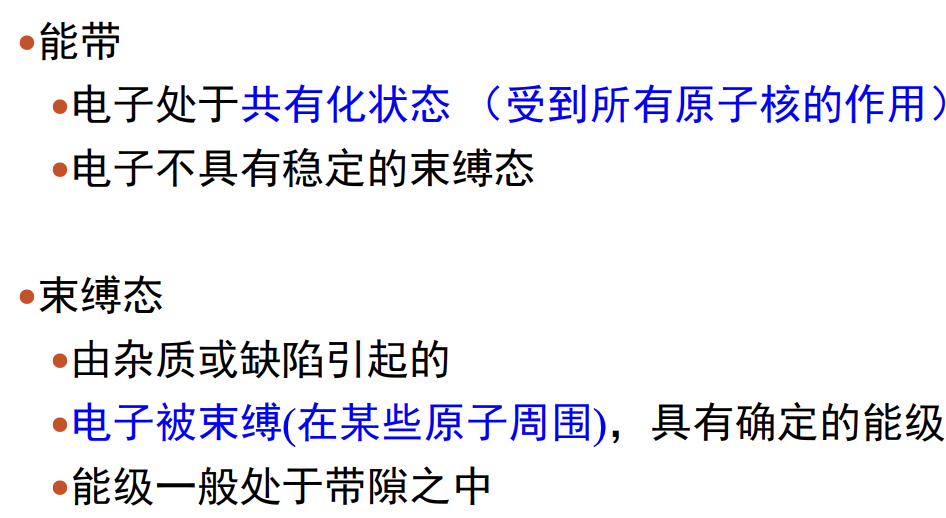 •能带
•电子处于共有化状态 （受到所有原子核的作用）
•电子不具有稳定的束缚态
•束缚态
•由杂质或缺陷引起的
•电子被束缚(在某些原子周围)，具有确定的能级
•能级一般处于带隙之中